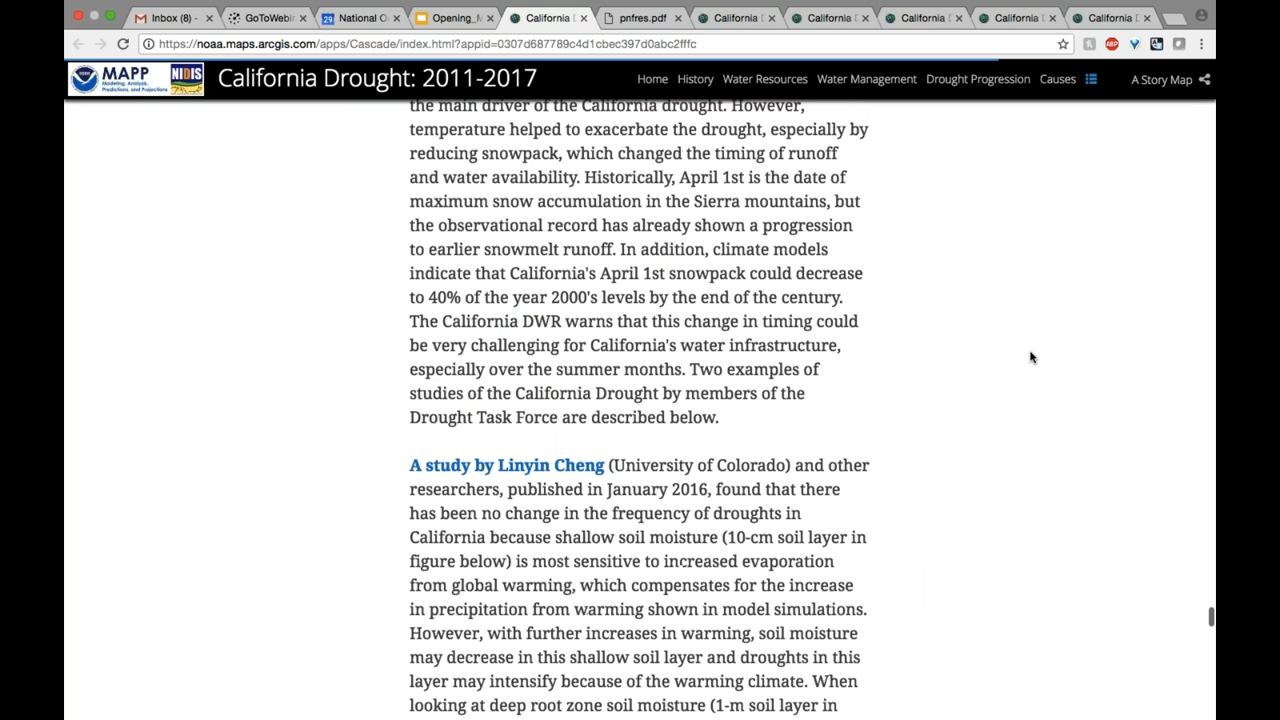 Inbox (8) -
GoToWebi
29 National O
Opening_
California
pnfres.pdf
California
California
California
California
California
https://noaa.maps.arcgis.com/apps/Cascade/index.html?appid=0307d687789c4d1cbec397d0abc2fffc
ABP
MAPP
Modeling, Analysis,
Predictions, and Projections
NIDIS
California Drought: 2011-2017
Home History Water Resources Water Management Drought Progression Causes
A Story Map
the main driver of the California drought. However,
temperature helped to exacerbate the drought, especially by
reducing snowpack, which changed the timing of runoff
and water availability. Historically, April 1st is the date of
maximum snow accumulation in the Sierra mountains, but
the observational record has already shown a progression
to earlier snowmelt runoff. In addition, climate models
indicate that California's April 1st snowpack could decrease
to 40% of the year 2000's levels by the end of the century.
The California DWR warns that this change in timing could
be very challenging for California's water infrastructure,
especially over the summer months. Two examples of
studies of the California Drought by members of the
Drought Task Force are described below.
A study by Linyin Cheng (University of Colorado) and other
researchers, published in January 2016, found that there
has been no change in the frequency of droughts in
California because shallow soil moisture (10-cm soil layer in
figure below) is most sensitive to increased evaporation
from global warming, which compensates for the increase
in precipitation from warming shown in model simulations.
However, with further increases in warming, soil moisture
may decrease in this shallow soil layer and droughts in this
layer may intensify because of the warming climate. When
looking at deep root zone soil moisture (1-m soil layer in